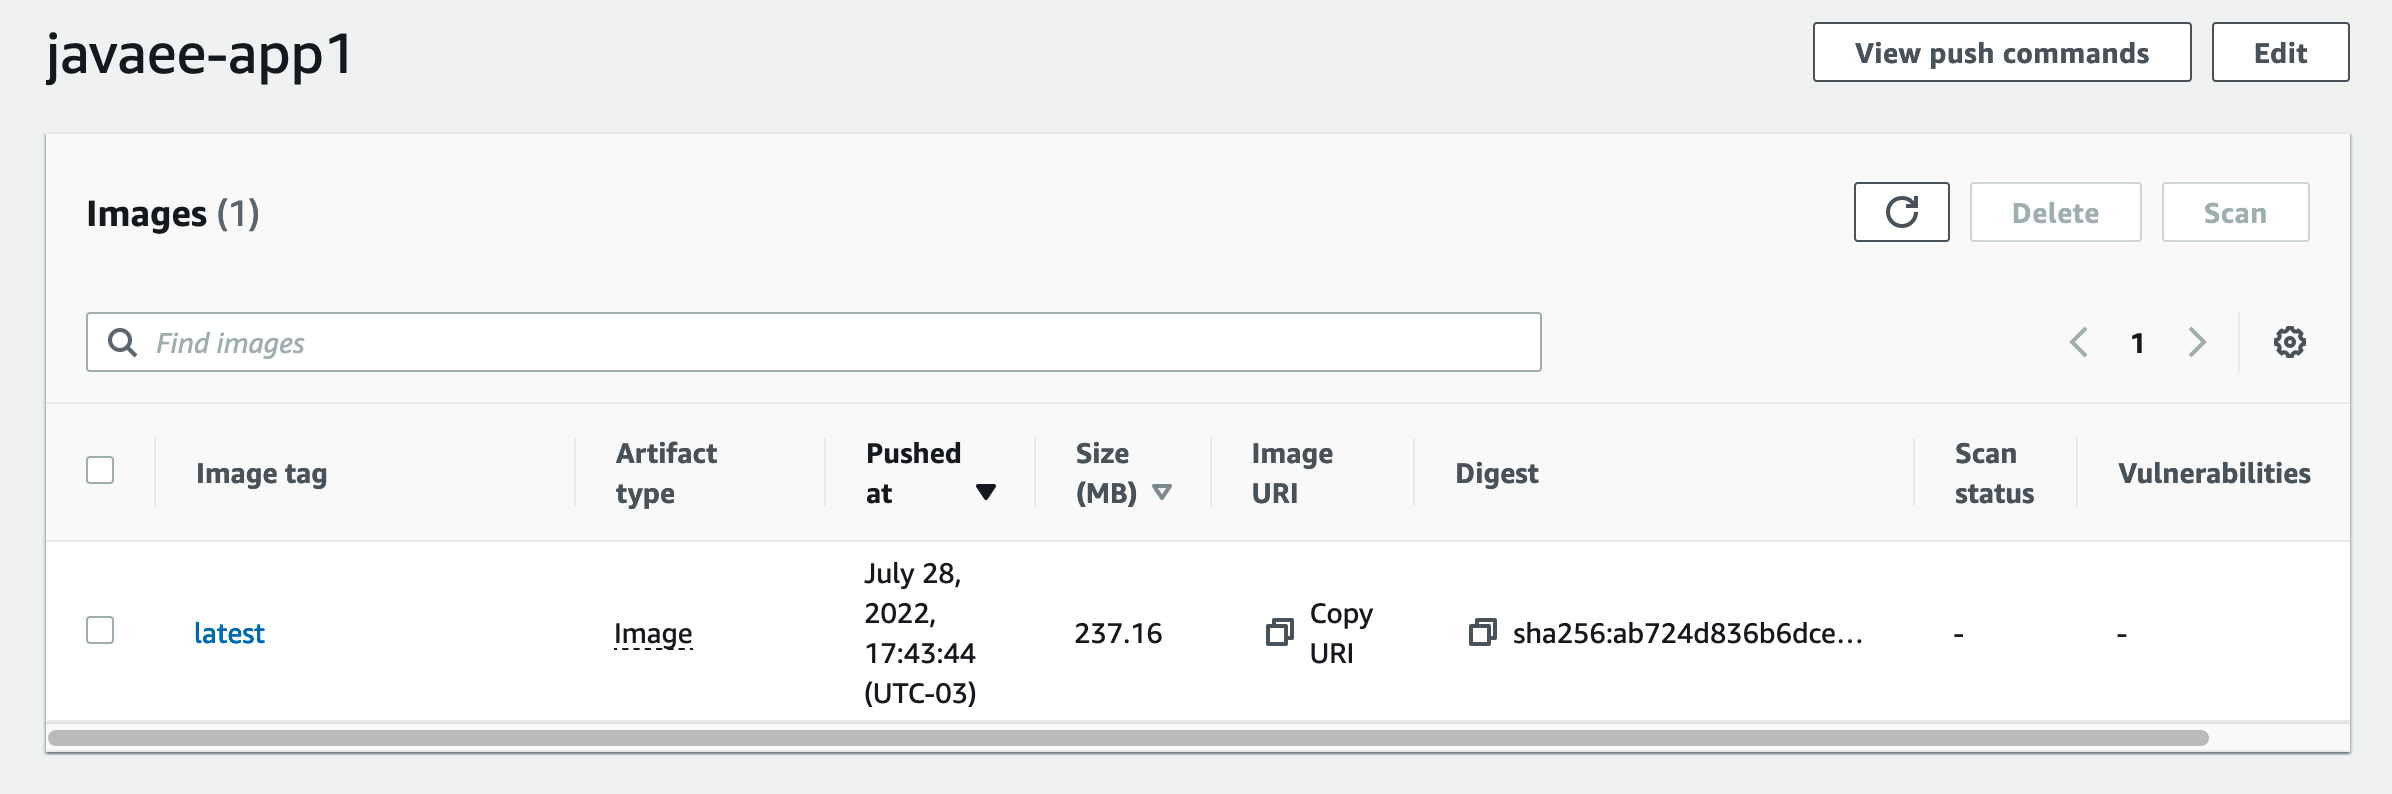 javaee-app1
View push commands
Edit
Images (1)
Delete
Scan
Find images
1
Image tag
Artifact
type
Pushed
at
Size
(MB)
Image
URI
Digest
Scan
status
Vulnerabilities
latest
Image
July 28,
2022,
17:43:44
(UTC-03)
237.16
Copy
URI
sha256:ab724d836b6dce...
-
-